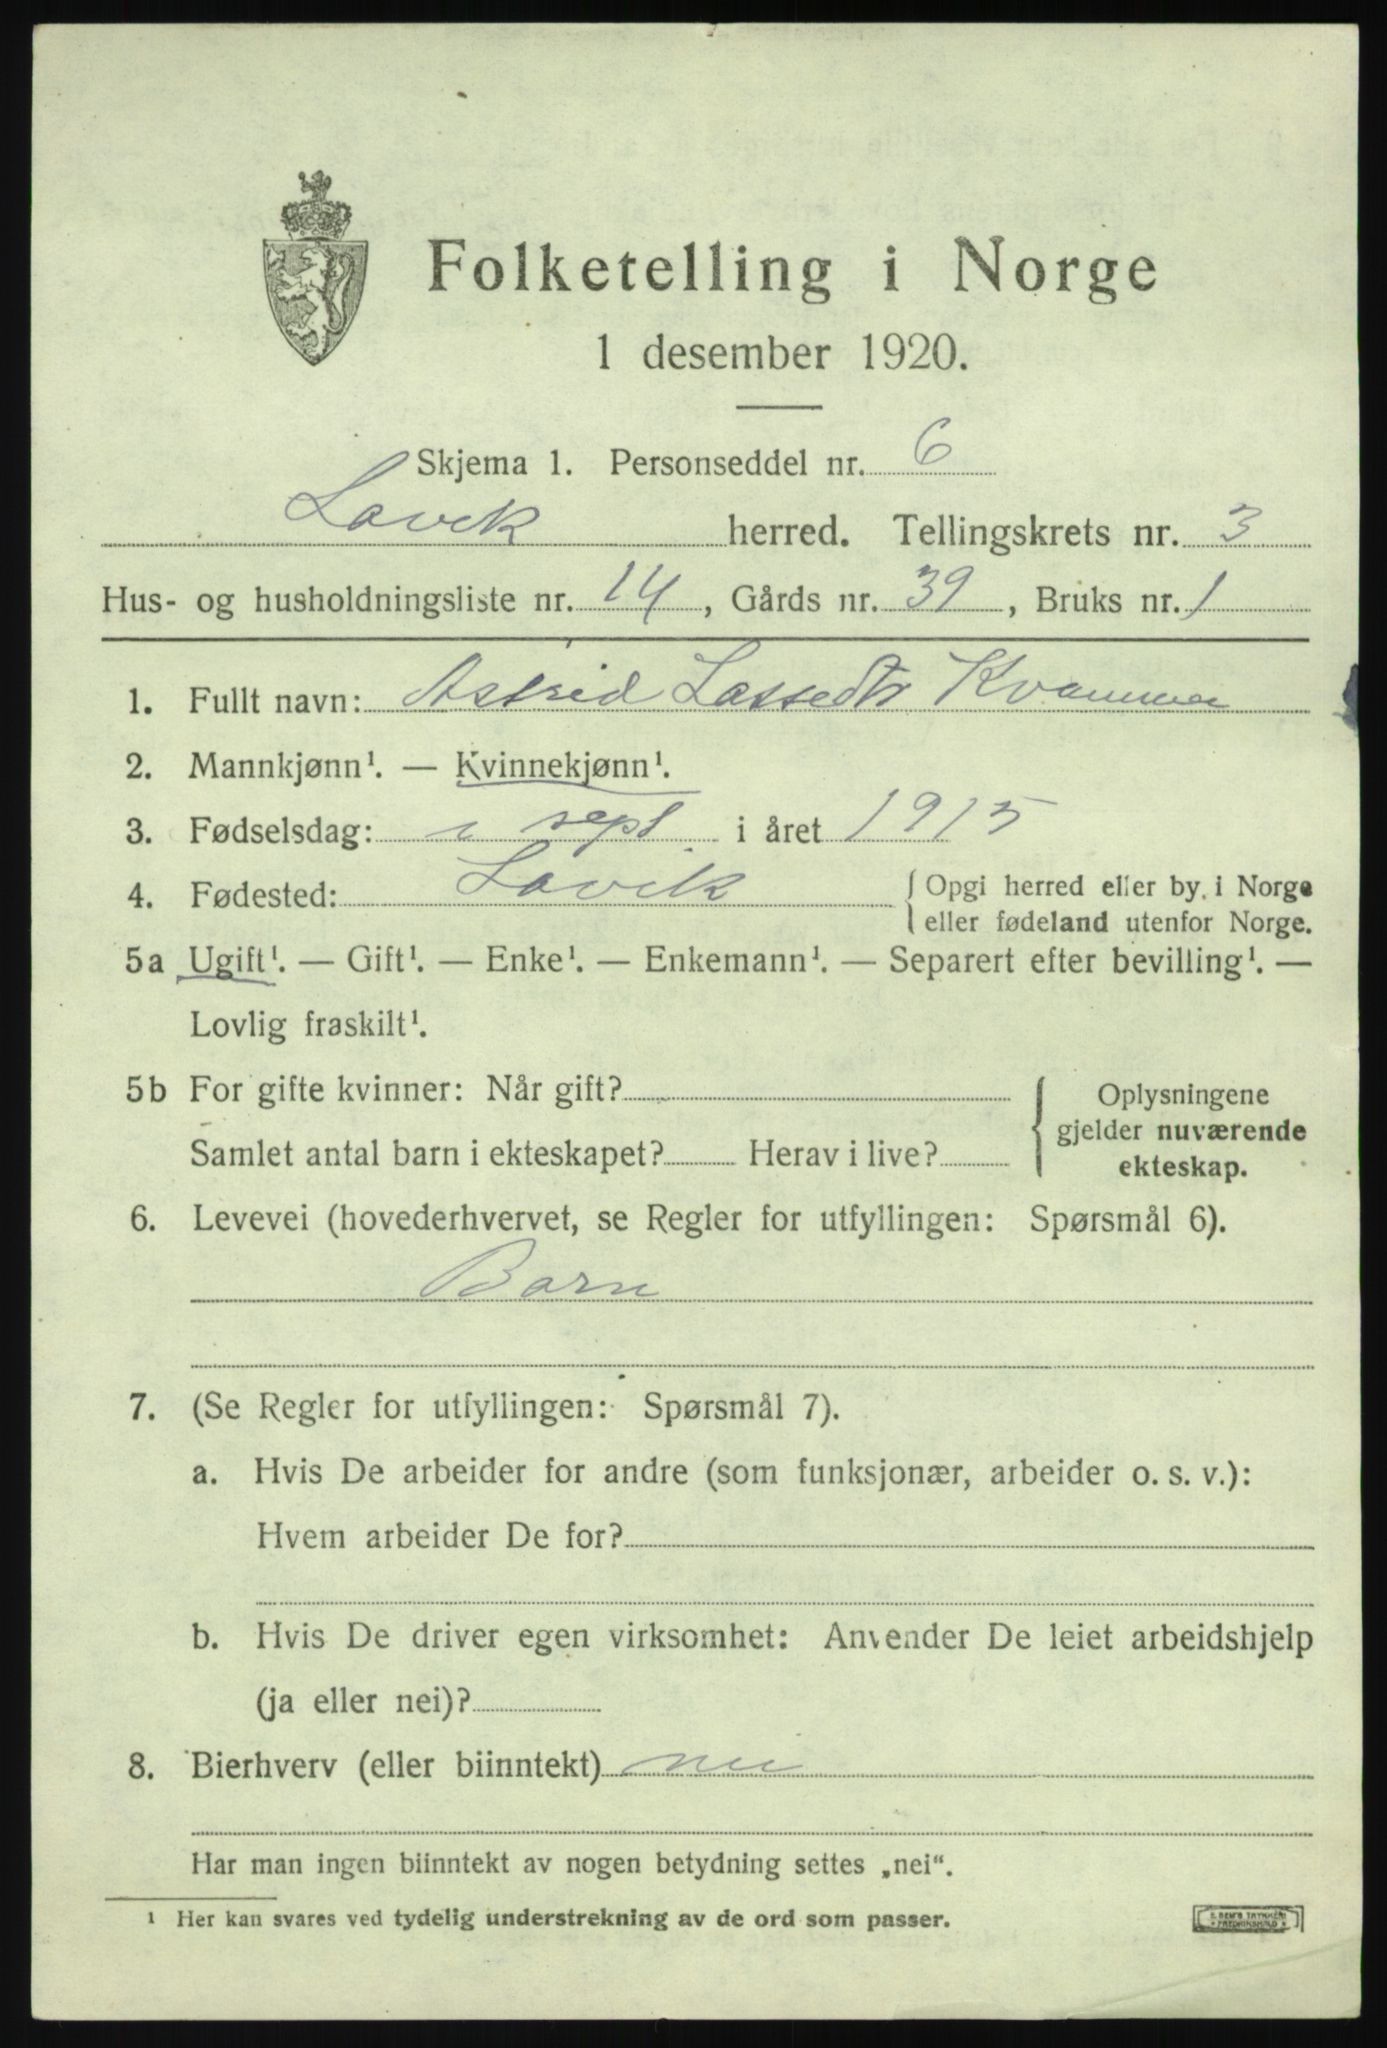 Folketelling i Norge
1 desember 1920.
Skjema 1. Personseddel nr. 6
Lavik herred. Tellingskrets nr. 3
Hus- og husholdningsliste nr. 14, Gårds nr. 39, Bruks nr. 1
1. Fullt navn: Astrid Lassedtr Kvamme
2. Mannkjønn¹. — Kvinnekjønn¹.
3. Fødselsdag: sept. i året 1915
4. Fødested: Lavik { Opgi herred eller by i Norge
eller fødeland utenfor Norge.
5a Ugift¹. — Gift¹. — Enke¹. — Enkemann¹. — Separert efter bevilling¹. —
Lovlig fraskilt¹.
5b For gifte kvinner: Når gift?
Samlet antal barn i ekteskapet? Herav i live?
Oplysningene
gjelder nuværende
ekteskap.
6. Levevei (hovederhvervet, se Regler for utfyllingen: Spørsmål 6).
Barn
7. (Se Regler for utfyllingen: Spørsmål 7).
a. Hvis De arbeider for andre (som funksjonær, arbeider o. s. v.):
Hvem arbeider De for?
b. Hvis De driver egen virksomhet: Anvender De leiet arbeidshjelp
(ja eller nei)?
8. Bierhverv (eller biinntekt) nei
Har man ingen biinntekt av nogen betydning settes „nei“.
¹ Her kan svares ved tydelig understrekning av de ord som passer.